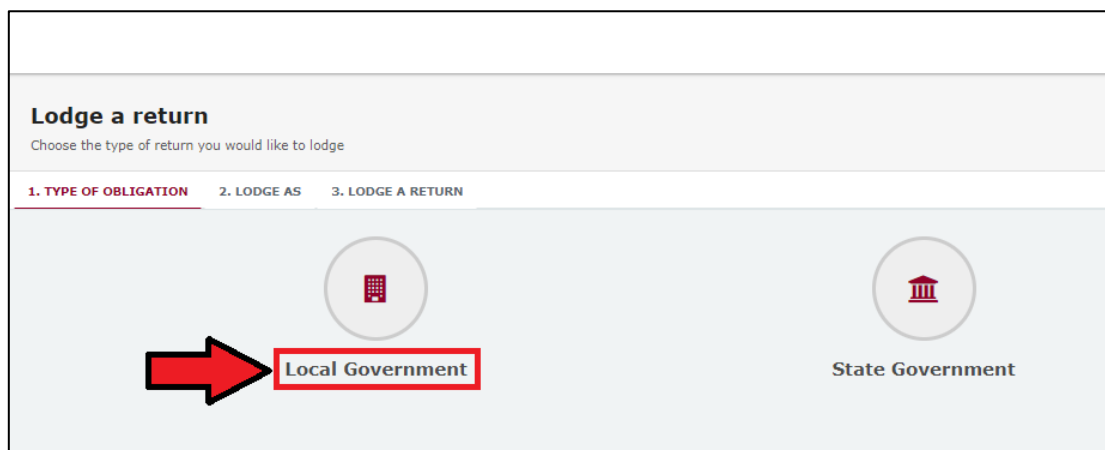 Lodge a return
Choose the type of return you would like to lodge
1. TYPE OF OBLIGATION 2. LODGE AS 3. LODGE A RETURN
Local Government State Government